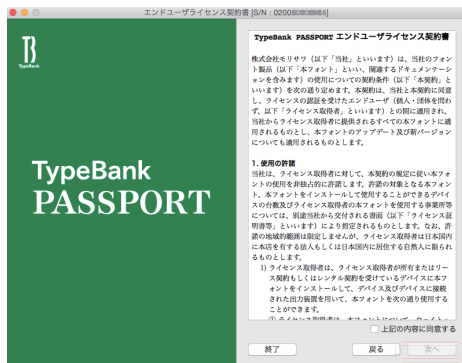 エンドユーザライセンス契約書 [S/N : 0200
TypeBank
TypeBank
PASSPORT
TypeBank PASSPORT エンドユーザライセンス契約書
株式会社モリサワ(以下「当社」といいます)は、当社のフォン
ト製品(以下「本フォント」といい、関連するドキュメンテーシ
ョンを含みます)の使用についての契約条件(以下「本契約」と
いいます)を次の通り定めます。本契約は、当社と本契約に同意
し、ライセンスの認証を受けたエンドユーザ(個人・団体を問わ
ず、以下「ライセンス取得者」といいます)との間に適用され、
当社からライセンス取得者に提供されるすべての本フォントに適
用されるものとし、本フォントのアップデート及び新バージョン
についても適用されるものとします。
1. 使用の許諾
当社は、ライセンス取得者に対して、本契約の規定に従い本フォ
ントの使用を非独占的に許諾します。許諾の対象となる本フォン
ト、本フォントをインストールして使用することができるデバイ
スの台数及びライセンス取得者の本フォントを使用する事業所等
については、別途当社から交付される書面(以下「ライセンス証
明書等」といいます)により指定されるものとします。なお、許
諾の地域的範囲は限定しませんが、ライセンス取得者は日本国内
に本店を有する法人もしくは日本国内に居住する自然人に限られ
るものとします。
1) ライセンス取得者は、ライセンス取得者が所有またはリー
ス契約もしくはレンタル契約を受けているデバイスに本フ
ォントをインストールして、デバイス及びデバイスに接続
された出力装置を用いて、本フォントを次の通り使用する
ことができます。
上記の内容に同意する
終了
戻る
次へ